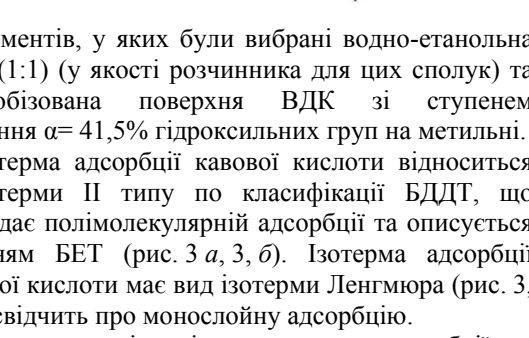 ментів, у яких були вибрані водно-етанольна
(1:1) (у якості розчинника для цих сполук) та
обізована поверхня ВДК зі ступенем
ння α= 41,5% гідроксильних груп на метильні.
терма адсорбції кавової кислоти відноситься
терми II типу по класифікації БДДТ, що
дає полімолекулярній адсорбції та описується
ням БЕТ (рис. 3 а, 3, б). Ізотерма адсорбції
ої кислоти має вид ізотерми Ленгмюра (рис. 3,
свідчить про монослойну адсорбцію.